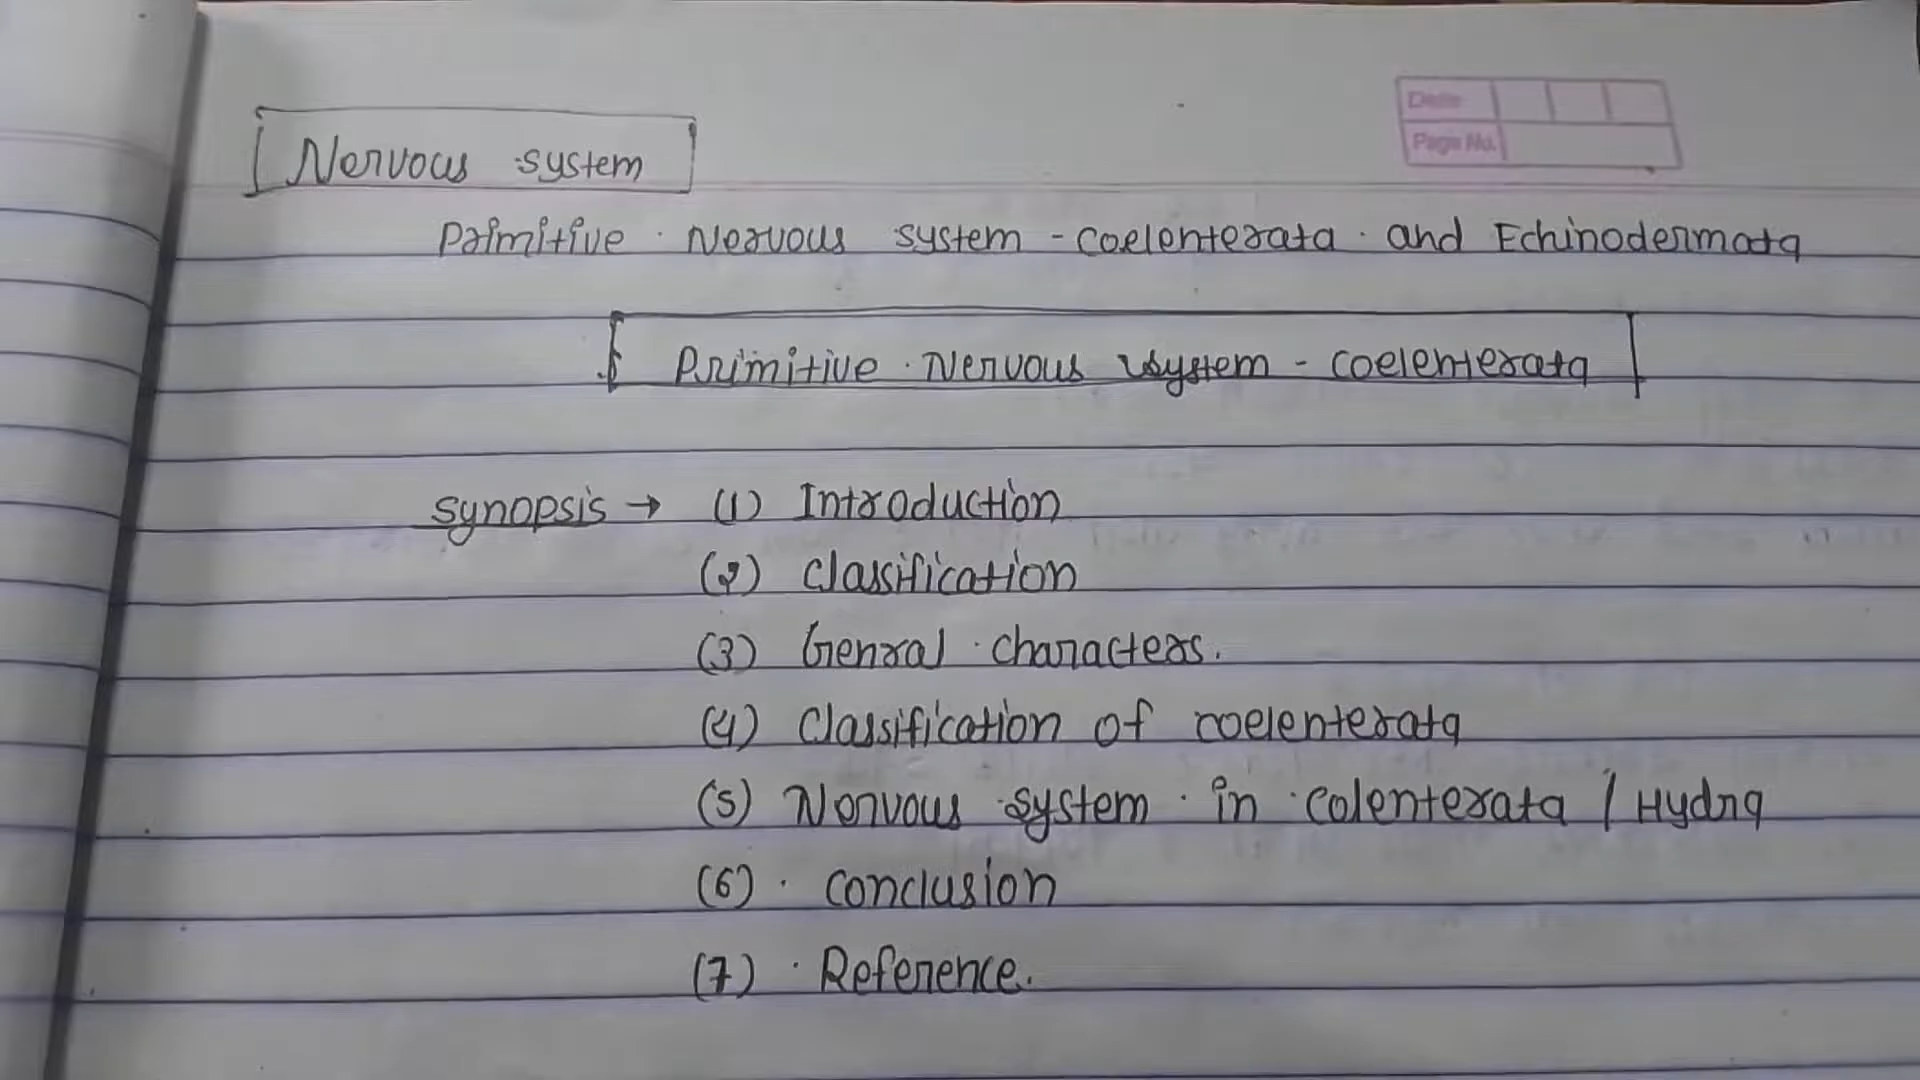 Date
Page No.
Nervous system
Primitive Nervous system - coelenterata and Echinodermata
Primitive Nervous system - coelenterata
synopsis → (1) Introduction
(2) classification
(3) Genral characters.
(4) Classification of coelenterata
(5) Nervous system in colenterata / Hydra
(6) conclusion
(7) Reference.